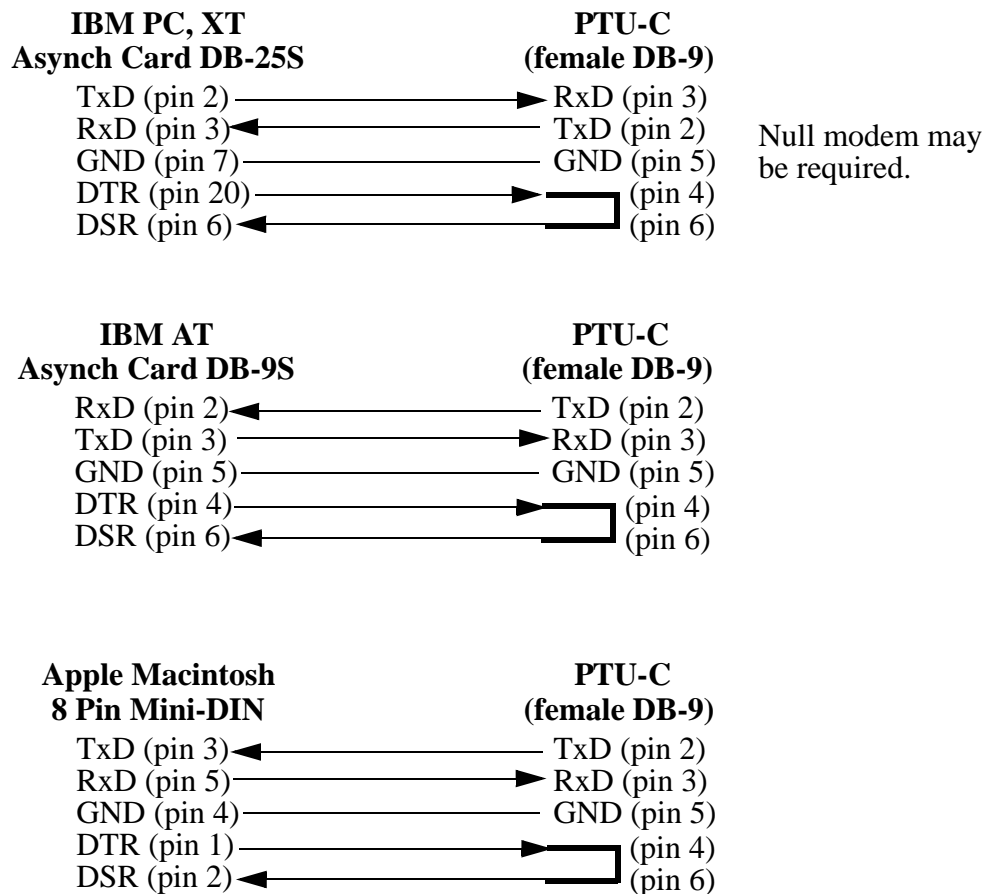 IBM PC, XT PTU-C
Asynch Card DB-25S (female DB-9)
TxD (pin 2) RxD (pin 3)
RxD (pin 3) TxD (pin 2)
GND (pin 7) GND (pin 5)
DTR (pin 20) (pin 4)
DSR (pin 6) (pin 6)
Null modem may
be required.
IBM AT PTU-C
Asynch Card DB-9S (female DB-9)
RxD (pin 2) TxD (pin 2)
TxD (pin 3) RxD (pin 3)
GND (pin 5) GND (pin 5)
DTR (pin 4) (pin 4)
DSR (pin 6) (pin 6)
Apple Macintosh PTU-C
8 Pin Mini-DIN (female DB-9)
TxD (pin 3) TxD (pin 2)
RxD (pin 5) RxD (pin 3)
GND (pin 4) GND (pin 5)
DTR (pin 1) (pin 4)
DSR (pin 2) (pin 6)